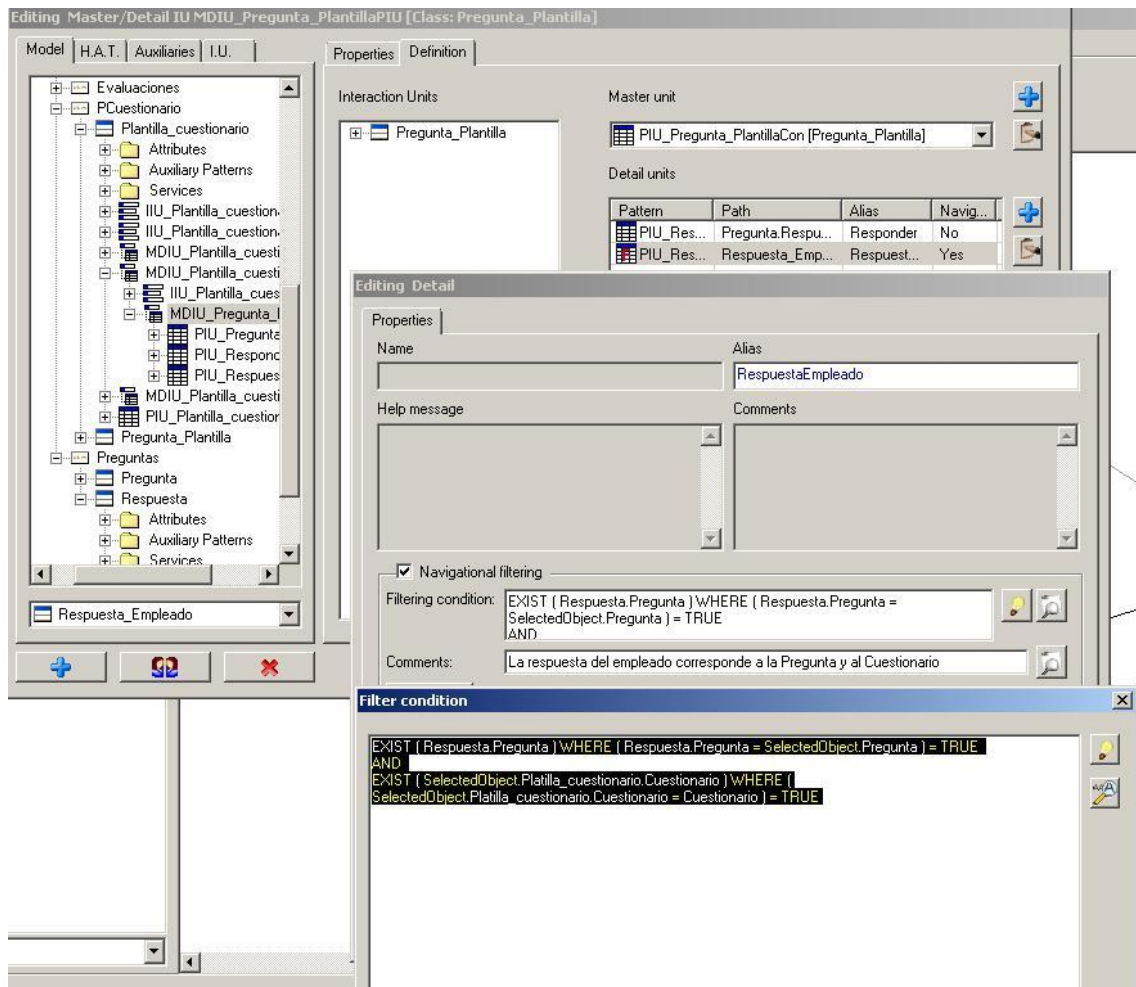 Editing Master/Detail IU MDIU_Pregunta_PlantillaPIU [Class: Pregunta_Plantilla]
Model H.A.T. Auxiliaries I.U.
Evaluaciones
PCuestionario
Plantilla_cuestionario
Attributes
Auxiliary Patterns
Services
IIU_Plantilla_cuestion
IIU_Plantilla_cuestion
MDIU_Plantilla_cuesti
MDIU_Plantilla_cuesti
IIU_Plantilla_cues
MDIU_Pregunta_
PIU_Pregunta
PIU_Respond
PIU_Respues
MDIU_Plantilla_cuesti
PIU_Plantilla_cuestior
Pregunta_Plantilla
Preguntas
Pregunta
Respuesta
Attributes
Auxiliary Patterns
Services
Respuesta_Empleado
Properties Definition
Interaction Units
Pregunta_Plantilla
Master unit
PIU_Pregunta_PlantillaCon [Pregunta_Plantilla]
Detail units
Pattern Path Alias Navig...
PIU_Res... Pregunta.Respu... Responder No
PIU_Res... Respuesta_Emp... Respuest... Yes
Editing Detail
Properties
Name Alias
RespuestaEmpleado
Help message Comments
Navigational filtering
Filtering condition: EXIST ( Respuesta.Pregunta ) WHERE ( Respuesta.Pregunta =
SelectedObject.Pregunta ) = TRUE
AND
Comments: La respuesta del empleado corresponde a la Pregunta y al Cuestionario
Filter condition
EXIST ( Respuesta.Pregunta ) WHERE ( Respuesta.Pregunta = SelectedObject.Pregunta ) = TRUE
AND
EXIST ( SelectedObject.Platilla_cuestionario.Cuestionario ) WHERE (
SelectedObject.Platilla_cuestionario.Cuestionario = Cuestionario ) = TRUE